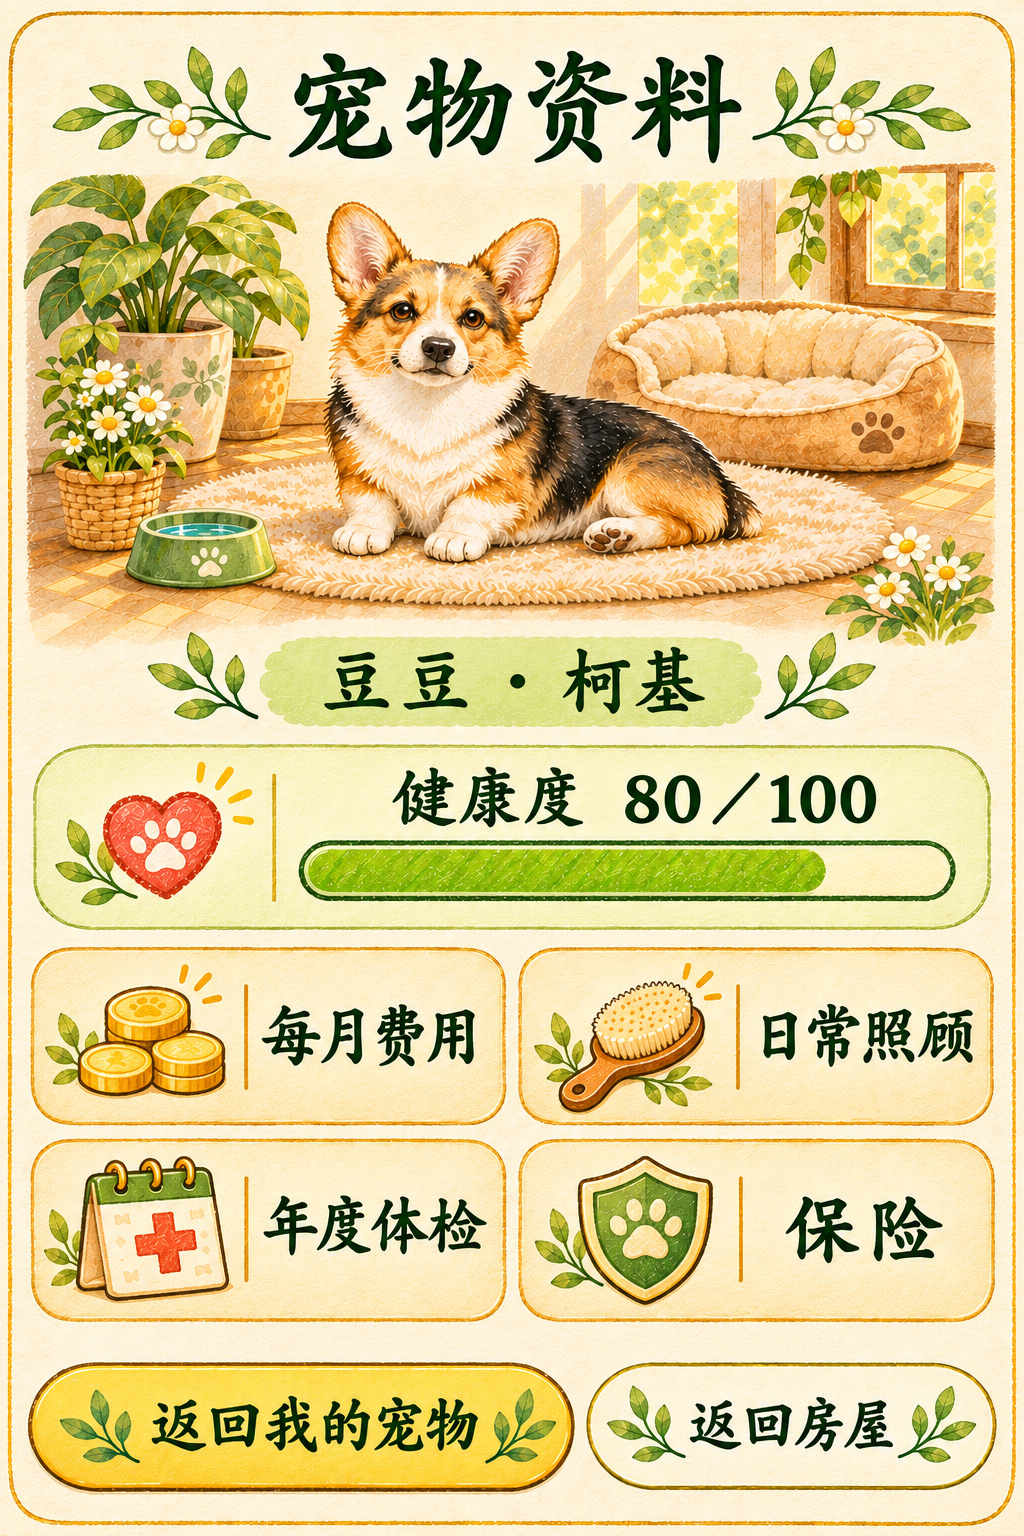 宠物资料
豆豆·柯基
健康度 80/100
每月费用
日常照顾
年度体检
保险
返回我的宠物
返回房屋